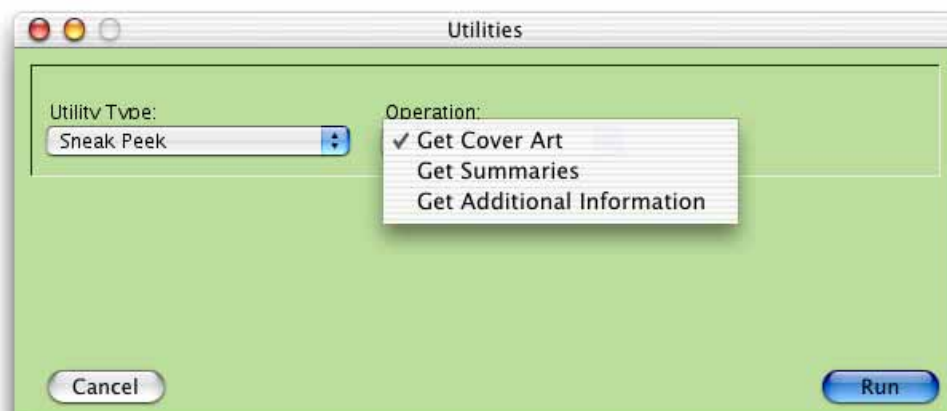 Utilities
Utility Type:
Operation:
Sneak Peek
✓ Get Cover Art
Get Summaries
Get Additional Information
Cancel
Run